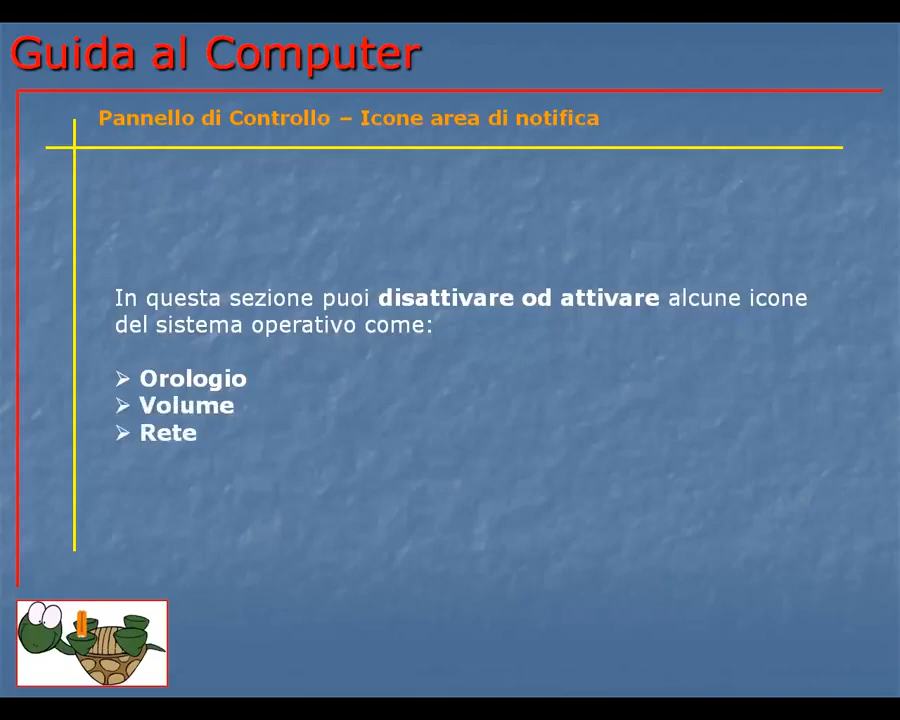 Guida al Computer
Pannello di Controllo – Icone area di notifica
In questa sezione puoi disattivare od attivare alcune icone
del sistema operativo come:
➢ Orologio
➢ Volume
➢ Rete